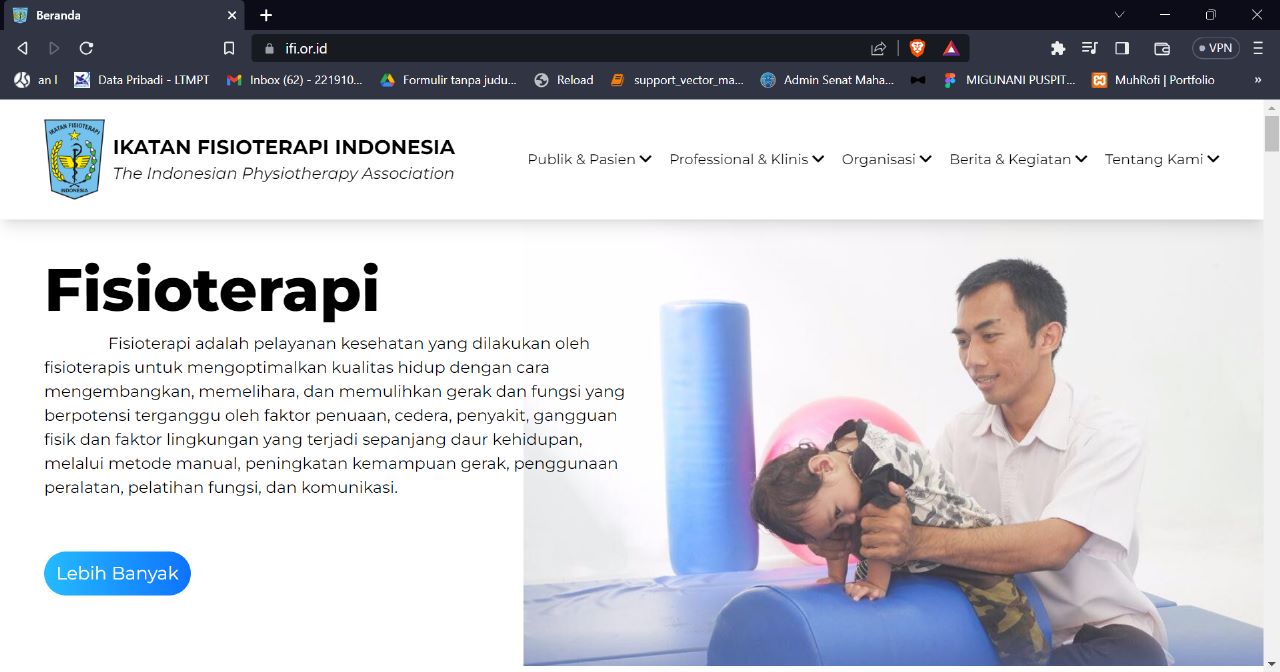 Beranda
ifi.or.id
VPN
an l
Data Pribadi - LTMPT
Inbox (62) - 221910...
Formulir tanpa judu...
Reload
support_vector_ma...
Admin Senat Maha...
MIGUNANI PUSPIT...
MuhRofi | Portfolio
»
IKATAN FISIOTERAPI
INDONESIA
IKATAN FISIOTERAPI INDONESIA
The Indonesian Physiotherapy Association
Publik & Pasien
Professional & Klinis
Organisasi
Berita & Kegiatan
Tentang Kami
Fisioterapi
Fisioterapi adalah pelayanan kesehatan yang dilakukan oleh
fisioterapis untuk mengoptimalkan kualitas hidup dengan cara
mengembangkan, memelihara, dan memulihkan gerak dan fungsi yang
berpotensi terganggu oleh faktor penuaan, cedera, penyakit, gangguan
fisik dan faktor lingkungan yang terjadi sepanjang daur kehidupan,
melalui metode manual, peningkatan kemampuan gerak, penggunaan
peralatan, pelatihan fungsi, dan komunikasi.
Lebih Banyak